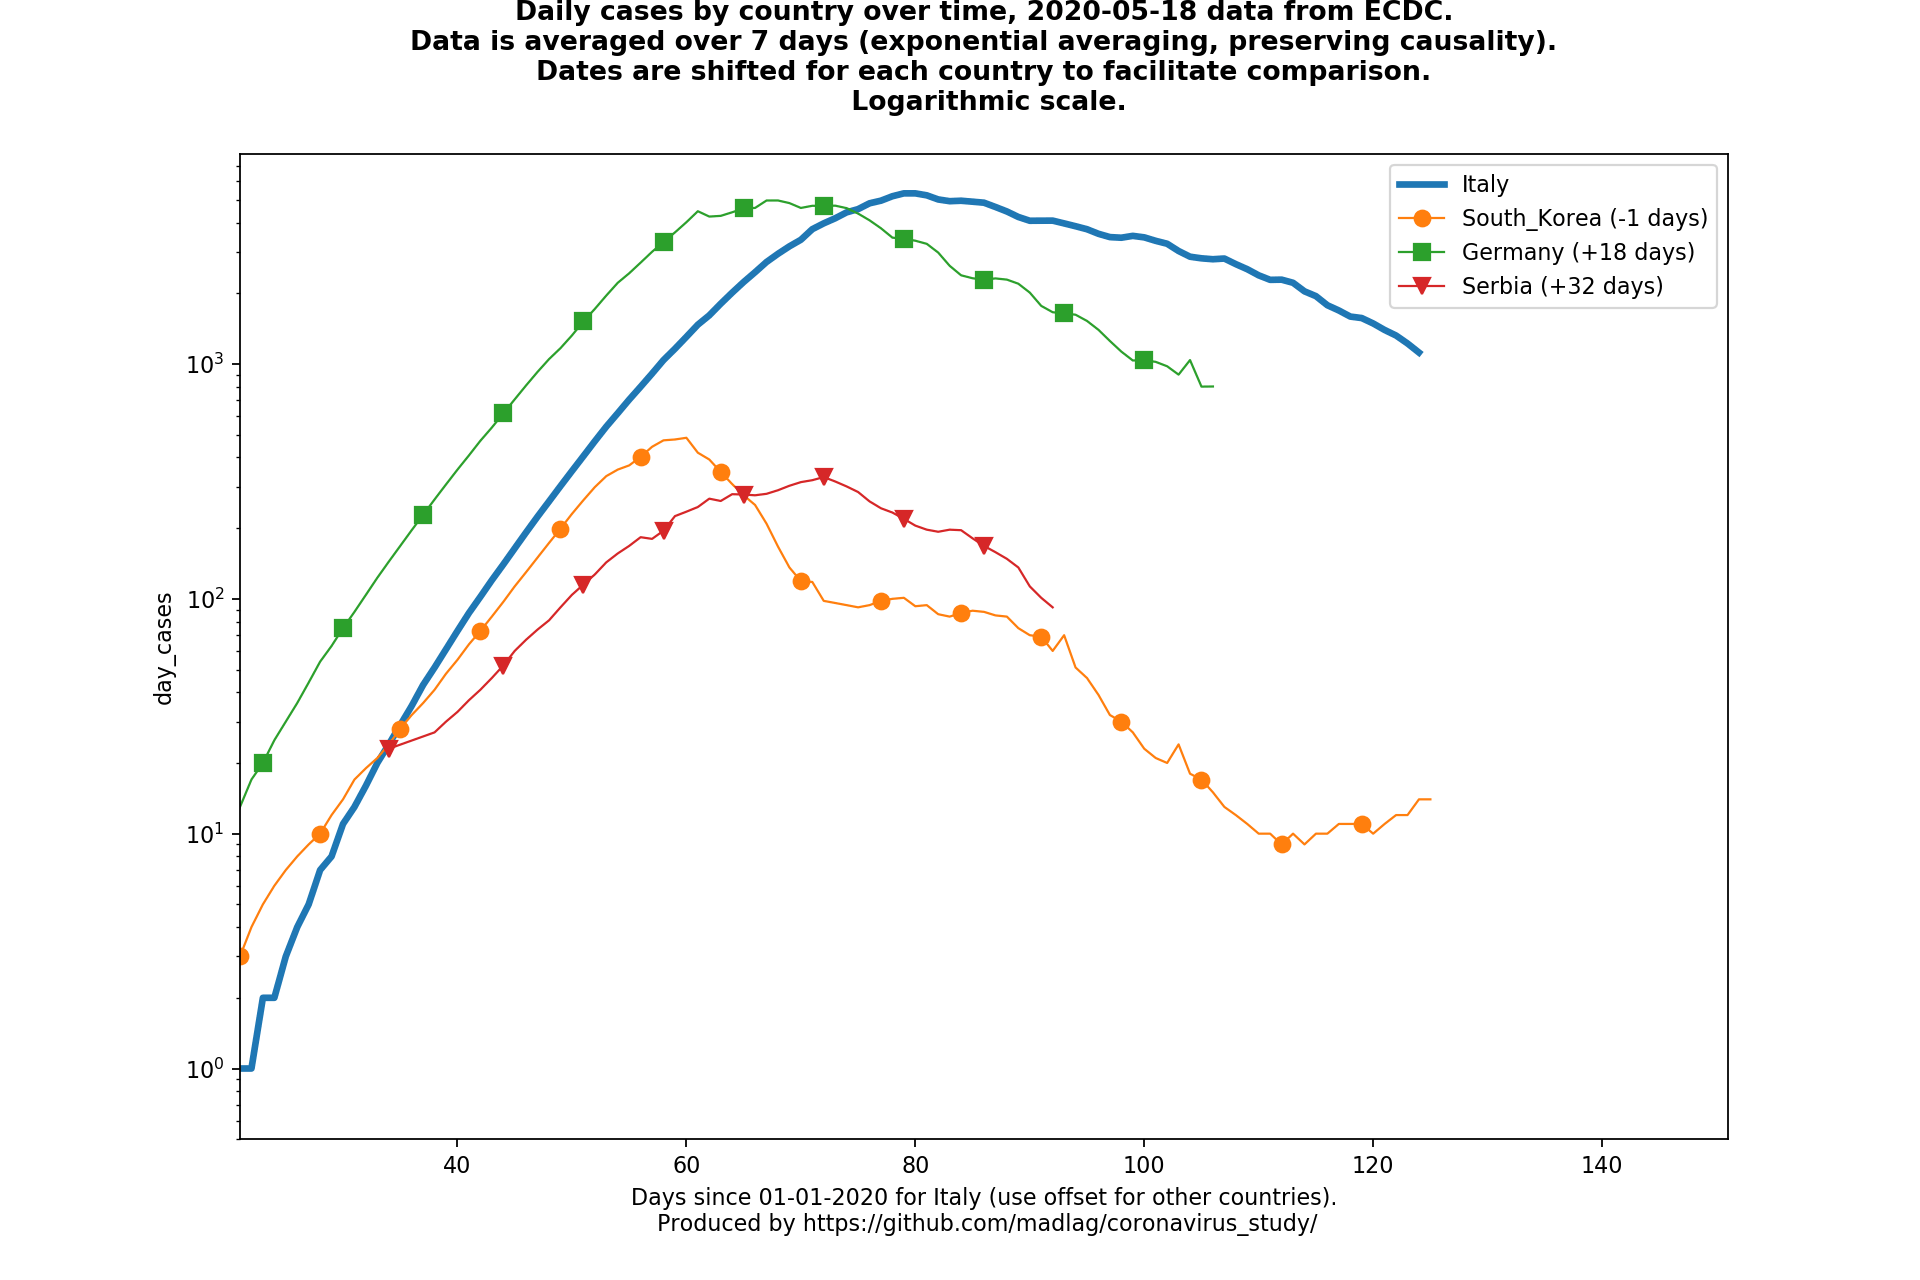 Daily cases by country over time, 2020-05-18 data from ECDC.
Data is averaged over 7 days (exponential averaging, preserving causality).
Dates are shifted for each country to facilitate comparison.
Logarithmic scale.
Italy
South_Korea (-1 days)
Germany (+18 days)
Serbia (+32 days)
10³
10²
10¹
10⁰
day_cases
40 60 80 100 120 140
Days since 01-01-2020 for Italy (use offset for other countries).
Produced by https://github.com/madlag/coronavirus_study/